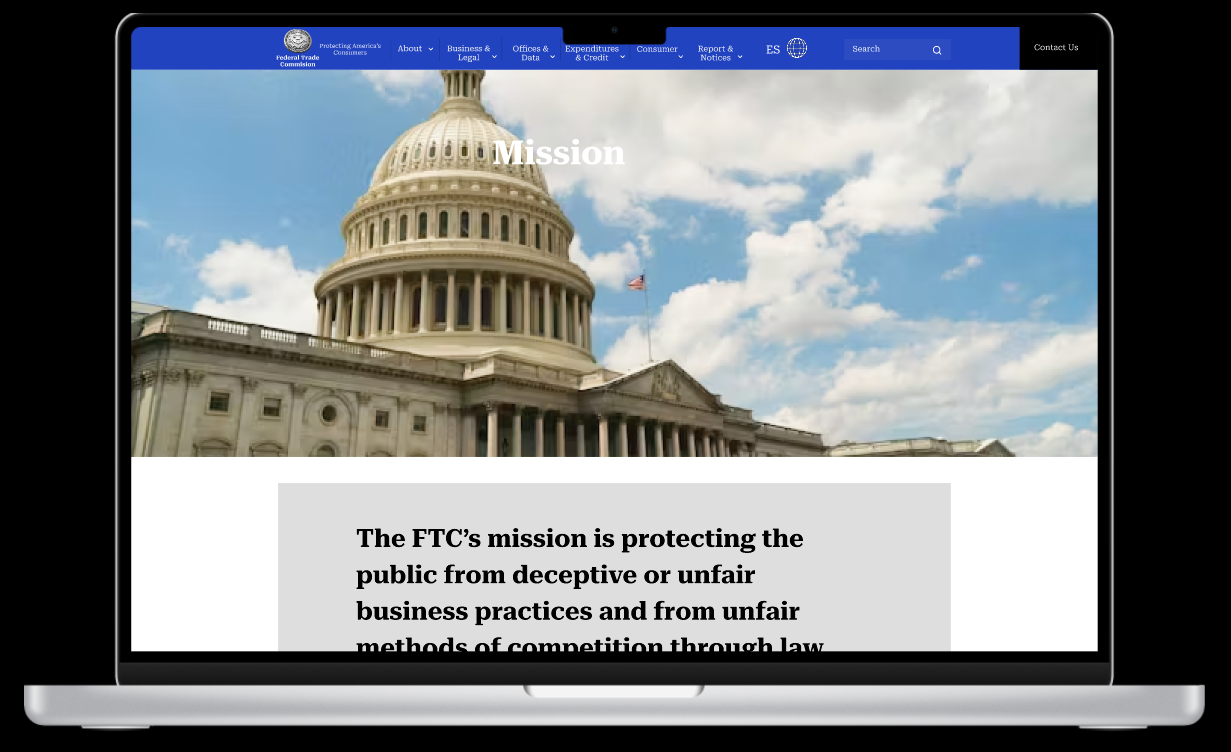 Federal Trade
Commision
Protecting America's
Consumers
About
Business &
Legal
Offices &
Data
Expenditures
& Credit
Consumer
Report &
Notices
ES
Search
Contact Us
Mission
The FTC’s mission is protecting the
public from deceptive or unfair
business practices and from unfair
methods of competition through law